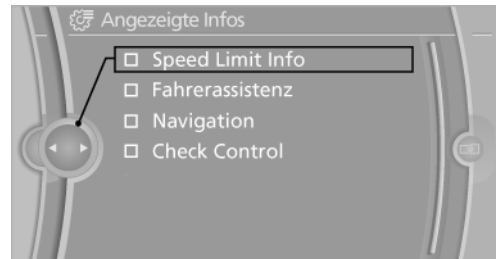 Angezeigte Infos
Speed Limit Info
Fahrerassistenz
Navigation
Check Control